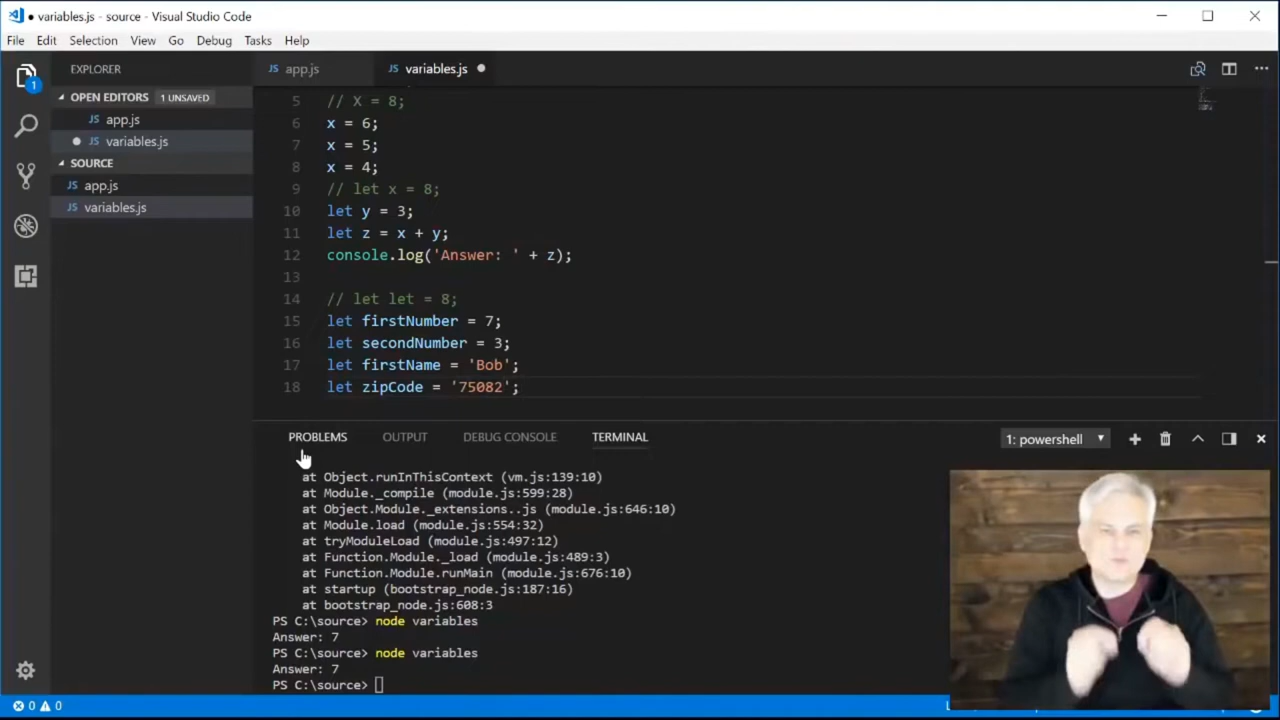 ● variables.js - source - Visual Studio Code
File Edit Selection View Go Debug Tasks Help
EXPLORER
OPEN EDITORS 1 UNSAVED
JS app.js
● JS variables.js
SOURCE
JS app.js
JS variables.js
1
JS app.js JS variables.js ●
5 // X = 8;
6 x = 6;
7 x = 5;
8 x = 4;
9 // let x = 8;
10 let y = 3;
11 let z = x + y;
12 console.log('Answer: ' + z);
13
14 // let let = 8;
15 let firstNumber = 7;
16 let secondNumber = 3;
17 let firstName = 'Bob';
18 let zipCode = '75082';
PROBLEMS OUTPUT DEBUG CONSOLE TERMINAL 1: powershell
at Object.runInThisContext (vm.js:139:10)
at Module._compile (module.js:599:28)
at Object.Module._extensions..js (module.js:646:10)
at Module.load (module.js:554:32)
at tryModuleLoad (module.js:497:12)
at Function.Module._load (module.js:489:3)
at Function.Module.runMain (module.js:676:10)
at startup (bootstrap_node.js:187:16)
at bootstrap_node.js:608:3
PS C:\source> node variables
Answer: 7
PS C:\source> node variables
Answer: 7
PS C:\source>
0 0